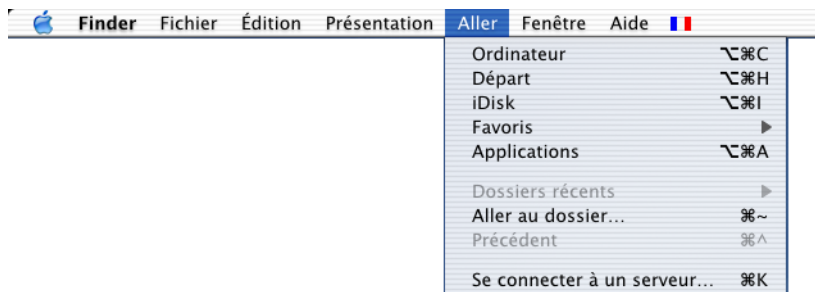 Finder Fichier Édition Présentation Aller Fenêtre Aide
Ordinateur ⌥⌘C
Départ ⌥⌘H
iDisk ⌥⌘I
Favoris ▶
Applications ⌥⌘A
Dossiers récents ▶
Aller au dossier... ⌘~
Précédent ⌘^
Se connecter à un serveur... ⌘K